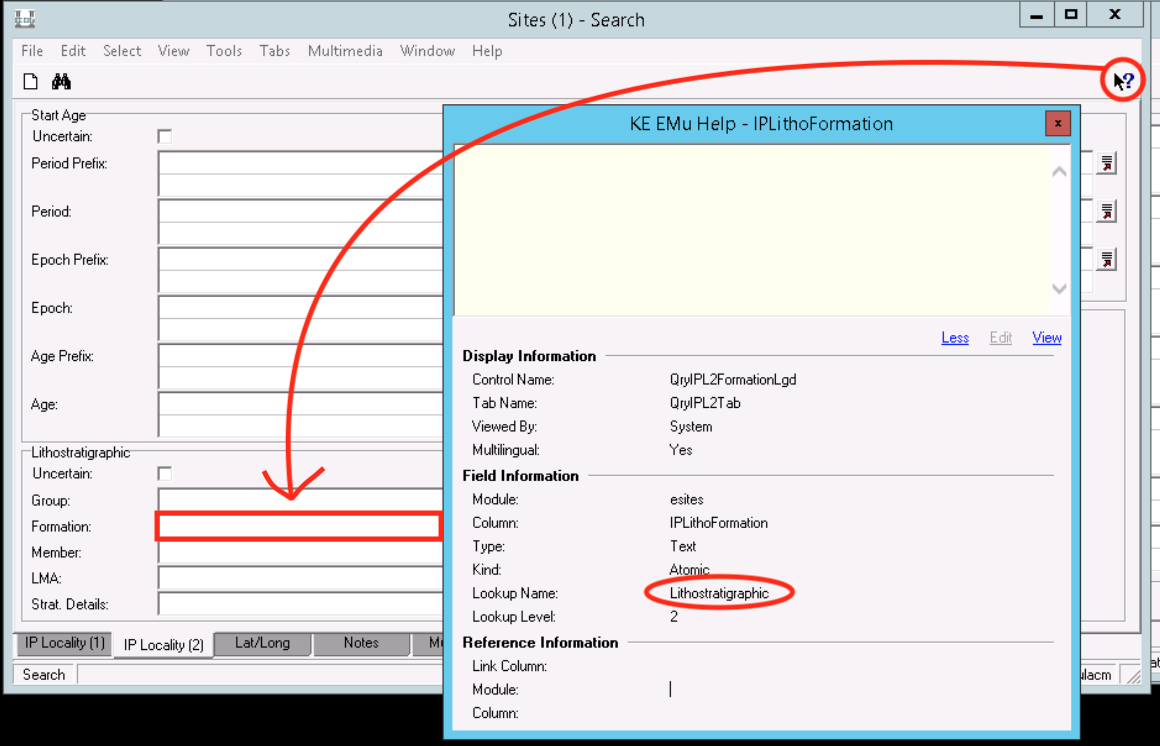 Sites (1) - Search
File Edit Select View Tools Tabs Multimedia Window Help
Start Age
Uncertain:
Period Prefix:
Period:
Epoch Prefix:
Epoch:
Age Prefix:
Age:
Lithostratigraphic
Uncertain:
Group:
Formation:
Member:
LMA:
Strat. Details:
IP Locality (1) IP Locality (2) Lat/Long Notes
Search
KE EMu Help - IPLithoFormation
Less Edit View
Display Information
Control Name: QryIPL2FormationLgd
Tab Name: QryIPL2Tab
Viewed By: System
Multilingual: Yes
Field Information
Module: esites
Column: IPLithoFormation
Type: Text
Kind: Atomic
Lookup Name: Lithostratigraphic
Lookup Level: 2
Reference Information
Link Column:
Module:
Column: